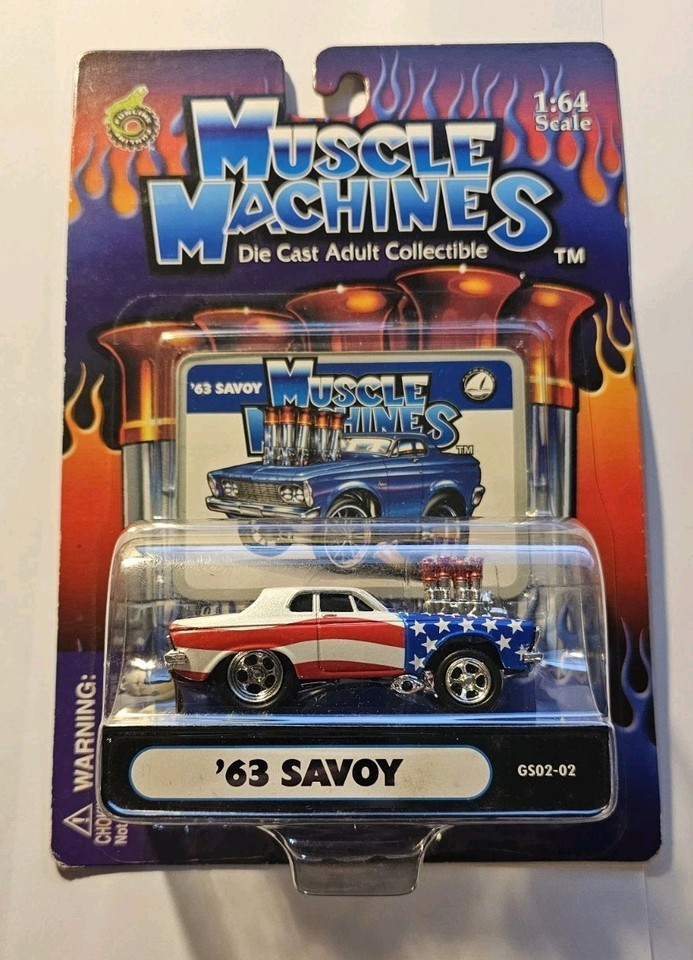 1:64
Scale
MUSCLE
MACHINES
Die Cast Adult Collectible
TM
'63 SAVOY
MUSCLE
MACHINES
TM
WARNING:
'63 SAVOY
GS02-02